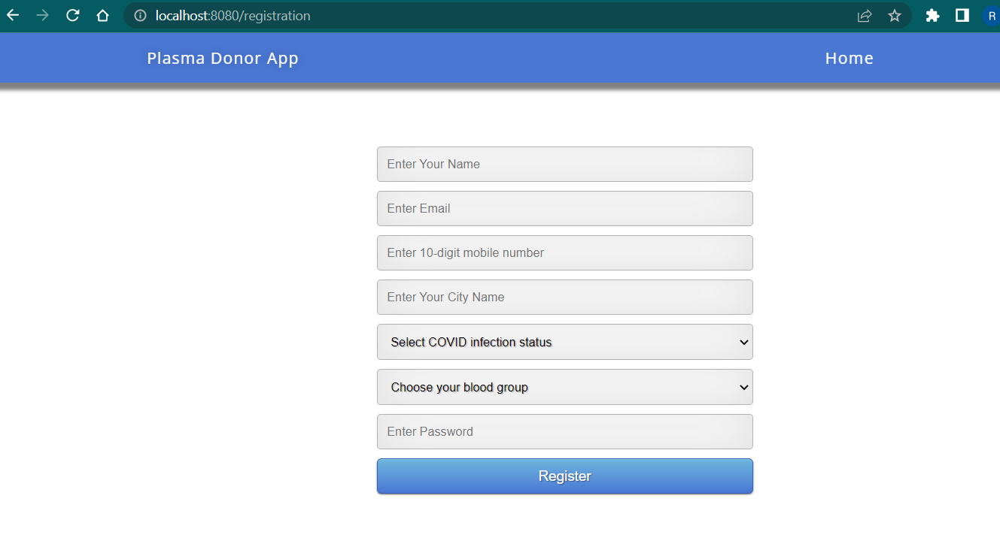 localhost:8080/registration
R
Plasma Donor App
Home
Enter Your Name
Enter Email
Enter 10-digit mobile number
Enter Your City Name
Select COVID infection status
Choose your blood group
Enter Password
Register